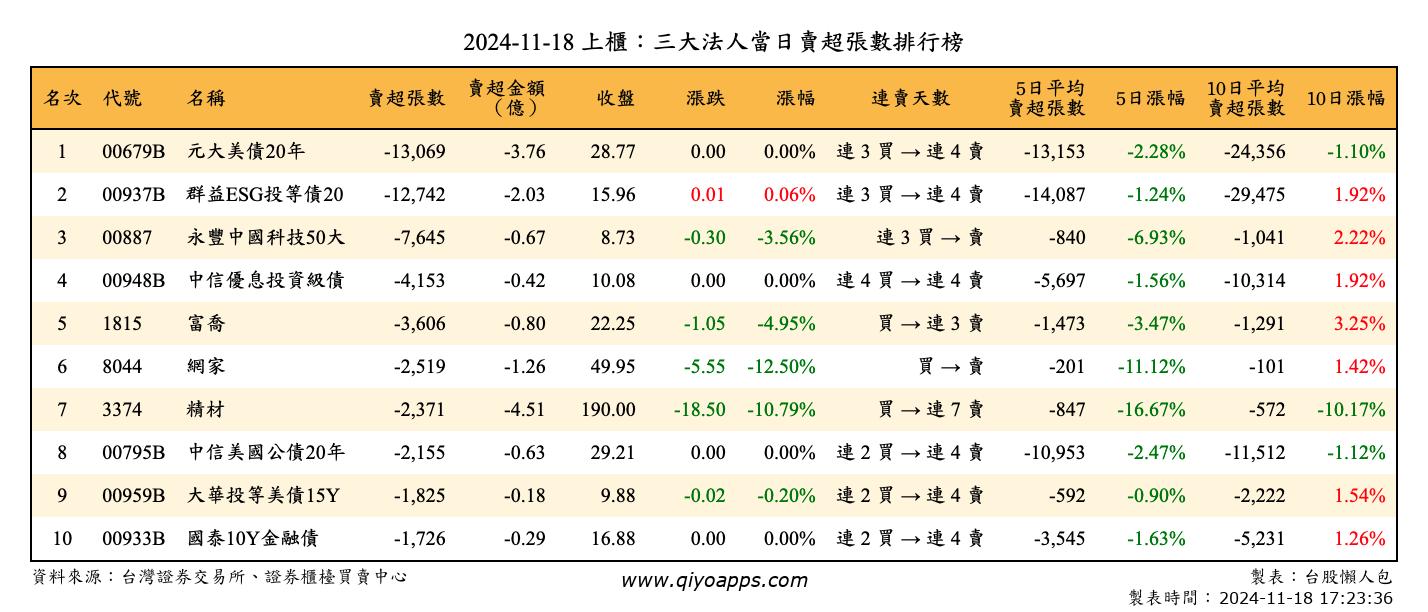 2024-11-18 上櫃：三大法人當日賣超張數排行榜
名次 代號 名稱 賣超張數 賣超金額（億） 收盤 漲跌 漲幅 連賣天數 5日平均賣超張數 5日漲幅 10日平均賣超張數 10日漲幅
1 00679B 元大美債20年 -13,069 -3.76 28.77 0.00 0.00% 連 3 買 → 連 4 賣 -13,153 -2.28% -24,356 -1.10%
2 00937B 群益ESG投等債20 -12,742 -2.03 15.96 0.01 0.06% 連 3 買 → 連 4 賣 -14,087 -1.24% -29,475 1.92%
3 00887 永豐中國科技50大 -7,645 -0.67 8.73 -0.30 -3.56% 連 3 買 → 賣 -840 -6.93% -1,041 2.22%
4 00948B 中信優息投資級債 -4,153 -0.42 10.08 0.00 0.00% 連 4 買 → 連 4 賣 -5,697 -1.56% -10,314 1.92%
5 1815 富喬 -3,606 -0.80 22.25 -1.05 -4.95% 買 → 連 3 賣 -1,473 -3.47% -1,291 3.25%
6 8044 網家 -2,519 -1.26 49.95 -5.55 -12.50% 買 → 賣 -201 -11.12% -101 1.42%
7 3374 精材 -2,371 -4.51 190.00 -18.50 -10.79% 買 → 連 7 賣 -847 -16.67% -572 -10.17%
8 00795B 中信美國公債20年 -2,155 -0.63 29.21 0.00 0.00% 連 2 買 → 連 4 賣 -10,953 -2.47% -11,512 -1.12%
9 00959B 大華投等美債15Y -1,825 -0.18 9.88 -0.02 -0.20% 連 2 買 → 連 4 賣 -592 -0.90% -2,222 1.54%
10 00933B 國泰10Y金融債 -1,726 -0.29 16.88 0.00 0.00% 連 2 買 → 連 4 賣 -3,545 -1.63% -5,231 1.26%
資料來源：台灣證券交易所、證券櫃檯買賣中心 www.qiyoapps.com 製表：台股懶人包
製表時間：2024-11-18 17:23:36